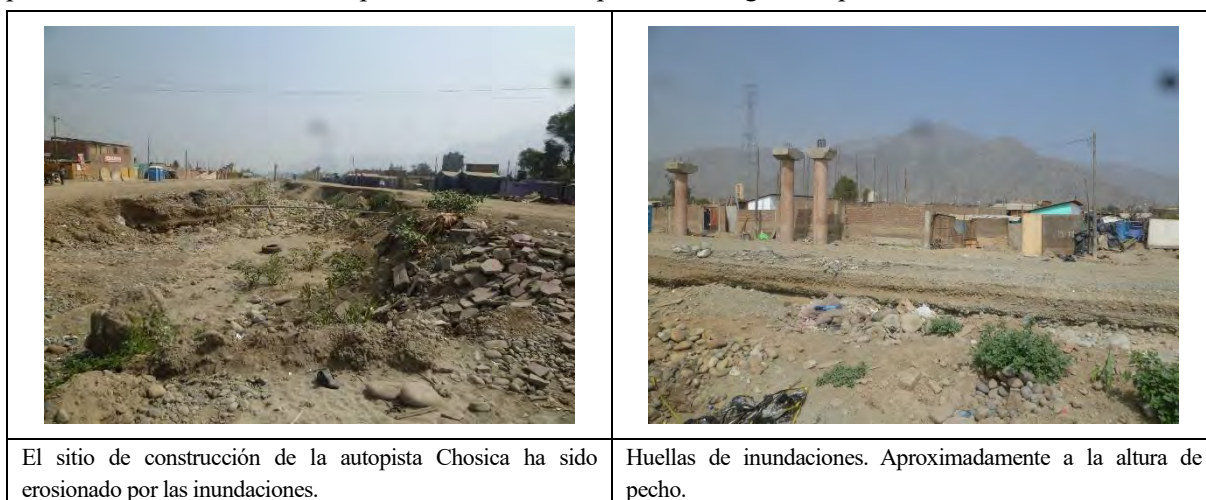 El sitio de construcción de la autopista Chosica ha sido
erosionado por las inundaciones.
Huellas de inundaciones. Aproximadamente a la altura de
pecho.